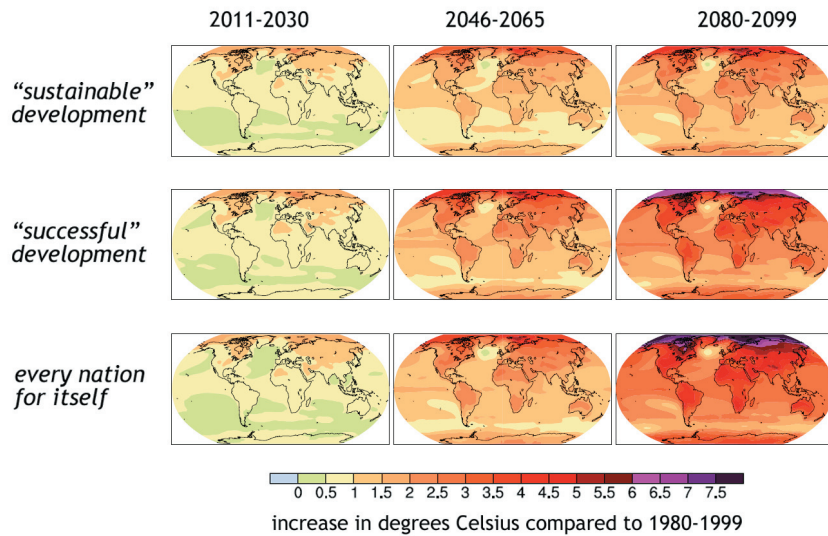 2011-2030 2046-2065 2080-2099
“sustainable”
development
“successful”
development
every nation
for itself
0 0.5 1 1.5 2 2.5 3 3.5 4 4.5 5 5.5 6 6.5 7 7.5
increase in degrees Celsius compared to 1980-1999